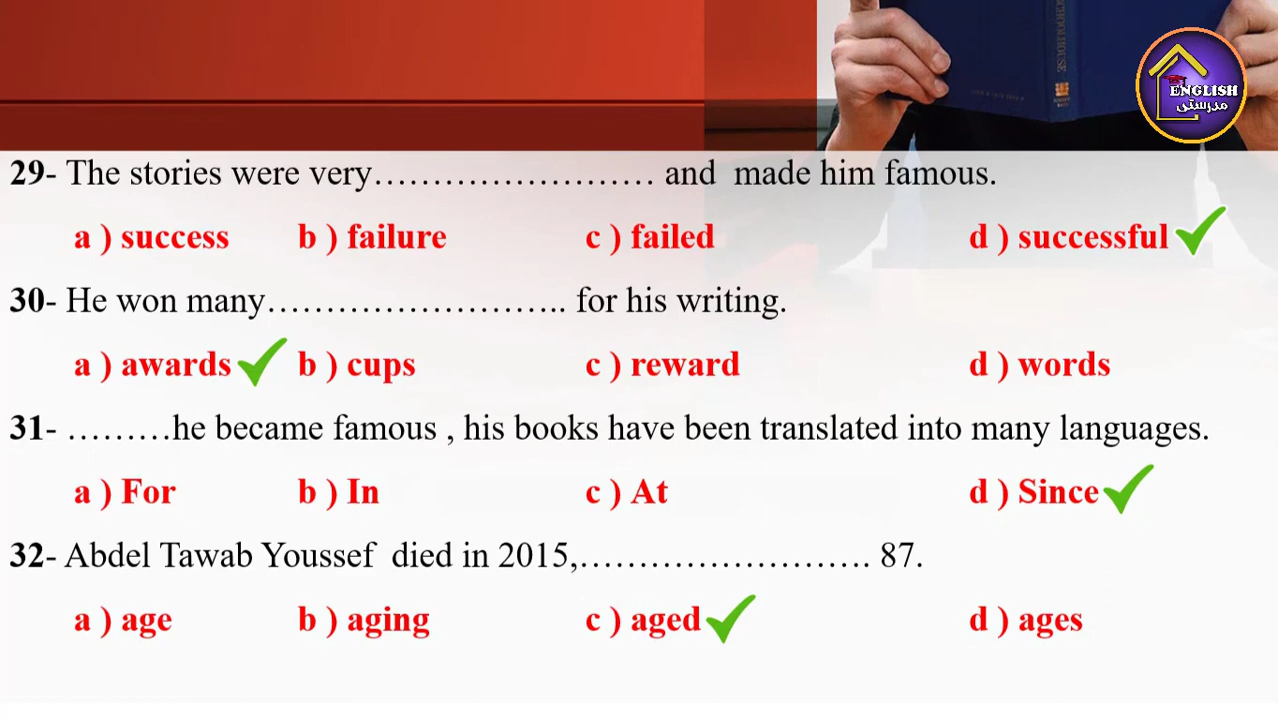 SCHOOLHOUSE
ENGLISH
مدرستى
29- The stories were very……………………… and made him famous.
a ) success b ) failure c ) failed d ) successful
30- He won many……………………….. for his writing.
a ) awards b ) cups c ) reward d ) words
31- ………he became famous , his books have been translated into many languages.
a ) For b ) In c ) At d ) Since
32- Abdel Tawab Youssef died in 2015,………………………. 87.
a ) age b ) aging c ) aged d ) ages